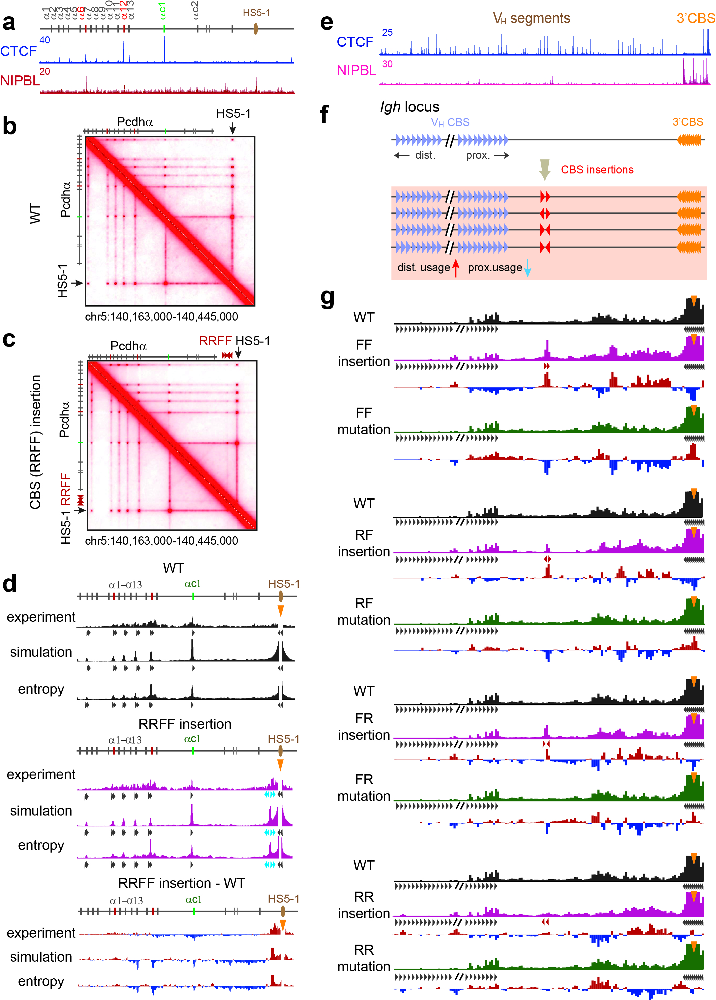 a
α1
α2
α3
α4
α5
α6
α7
α8
α9
α10
α11
α12
α13
αc1
αc2
HS5-1
40
CTCF
20
NIPBL
b
HS5-1
Pcdhα
WT
Pcdhα
HS5-1
chr5:140,163,000-140,445,000
c
RRFF HS5-1
Pcdhα
CBS (RRFF) insertion
Pcdhα
HS5-1 RRFF
chr5:140,163,000-140,445,000
d
WT
α1–α13 αc1 HS5-1
experiment
simulation
entropy
RRFF insertion
α1–α13 αc1 HS5-1
experiment
simulation
entropy
RRFF insertion - WT
α1–α13 αc1 HS5-1
experiment
simulation
entropy
e
VH segments 3'CBS
25
CTCF
30
NIPBL
f
Igh locus
VH CBS 3'CBS
dist. prox.
CBS insertions
dist. usage prox.usage
g
WT
FF
insertion
FF
mutation
WT
RF
insertion
RF
mutation
WT
FR
insertion
FR
mutation
WT
RR
insertion
RR
mutation